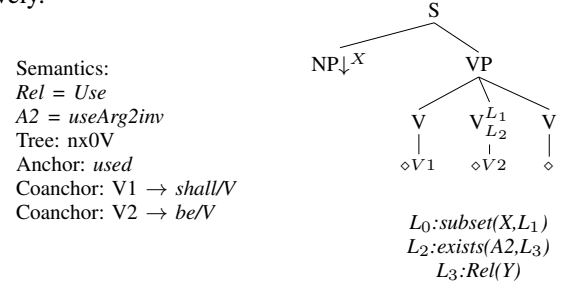 vely.
S
NP↓X VP
V V L1 L2 V
⋄V1 ⋄V2 ⋄
Semantics:
Rel = Use
A2 = useArg2inv
Tree: nx0V
Anchor: used
Coanchor: V1 → shall/V
Coanchor: V2 → be/V
L0:subset(X,L1)
L2:exists(A2,L3)
L3:Rel(Y)